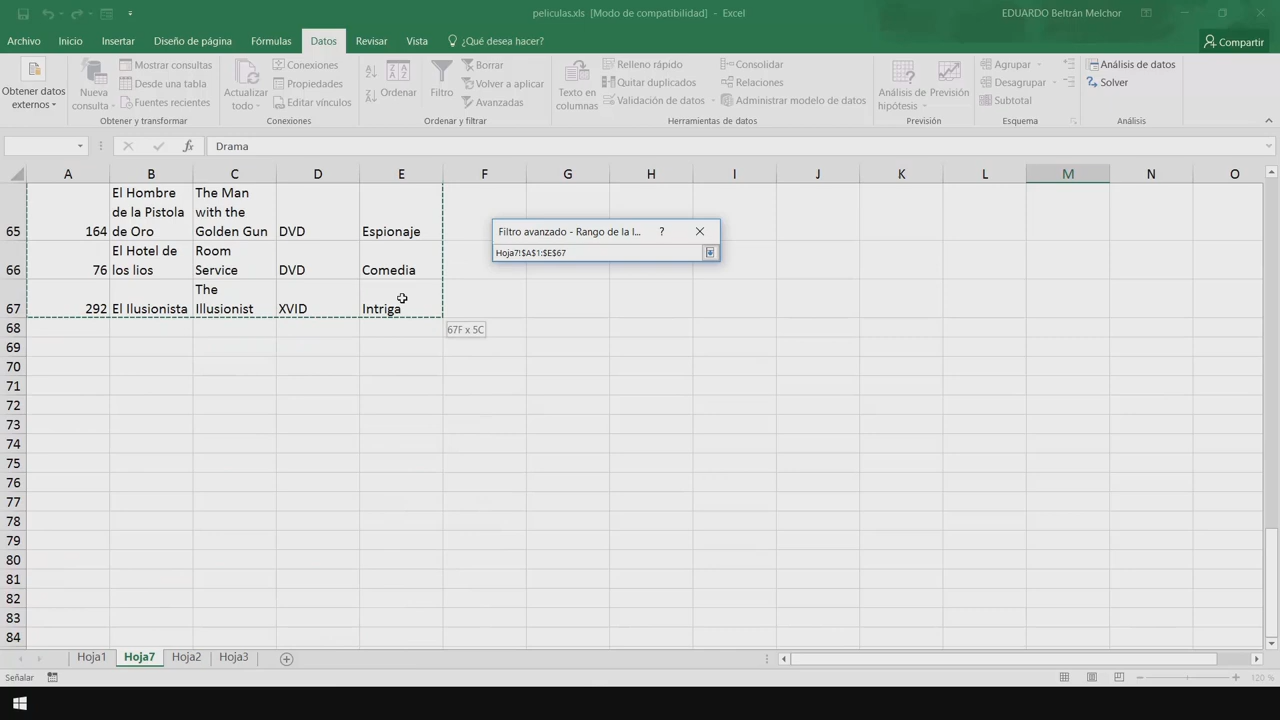 peliculas.xls [Modo de compatibilidad] - Excel
EDUARDO Beltrán Melchor
Archivo Inicio Insertar Diseño de página Fórmulas Datos Revisar Vista ¿Qué desea hacer? Compartir
Obtener datos externos
Nueva consulta
Mostrar consultas
Desde una tabla
Fuentes recientes
Obtener y transformar
Actualizar todo
Conexiones
Propiedades
Editar vínculos
Conexiones
Ordenar
Filtro
Borrar
Volver a aplicar
Avanzadas
Ordenar y filtrar
Texto en columnas
Relleno rápido
Quitar duplicados
Validación de datos
Consolidar
Relaciones
Administrar modelo de datos
Herramientas de datos
Análisis de hipótesis
Previsión
Previsión
Agrupar
Desagrupar
Subtotal
Esquema
Análisis de datos
Solver
Análisis
fx Drama
A B C D E F G H I J K L M N O
65 164 El Hombre de la Pistola de Oro The Man with the Golden Gun DVD Espionaje
66 76 El Hotel de los lios Room Service DVD Comedia
67 292 El Ilusionista The Illusionist XVID Intriga
Filtro avanzado - Rango de la l... ?
Hoja7!$A$1:$E$67
67F x 5C
68
69
70
71
72
73
74
75
76
77
78
79
80
81
82
83
84
Hoja1 Hoja7 Hoja2 Hoja3
Señalar
120 %